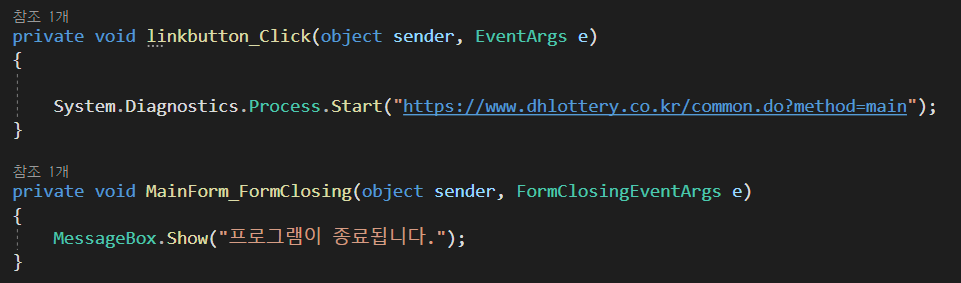 참조 1개
private void linkbutton_Click(object sender, EventArgs e)
{
System.Diagnostics.Process.Start("https://www.dhlottery.co.kr/common.do?method=main");
}
참조 1개
private void MainForm_FormClosing(object sender, FormClosingEventArgs e)
{
MessageBox.Show("프로그램이 종료됩니다.");
}